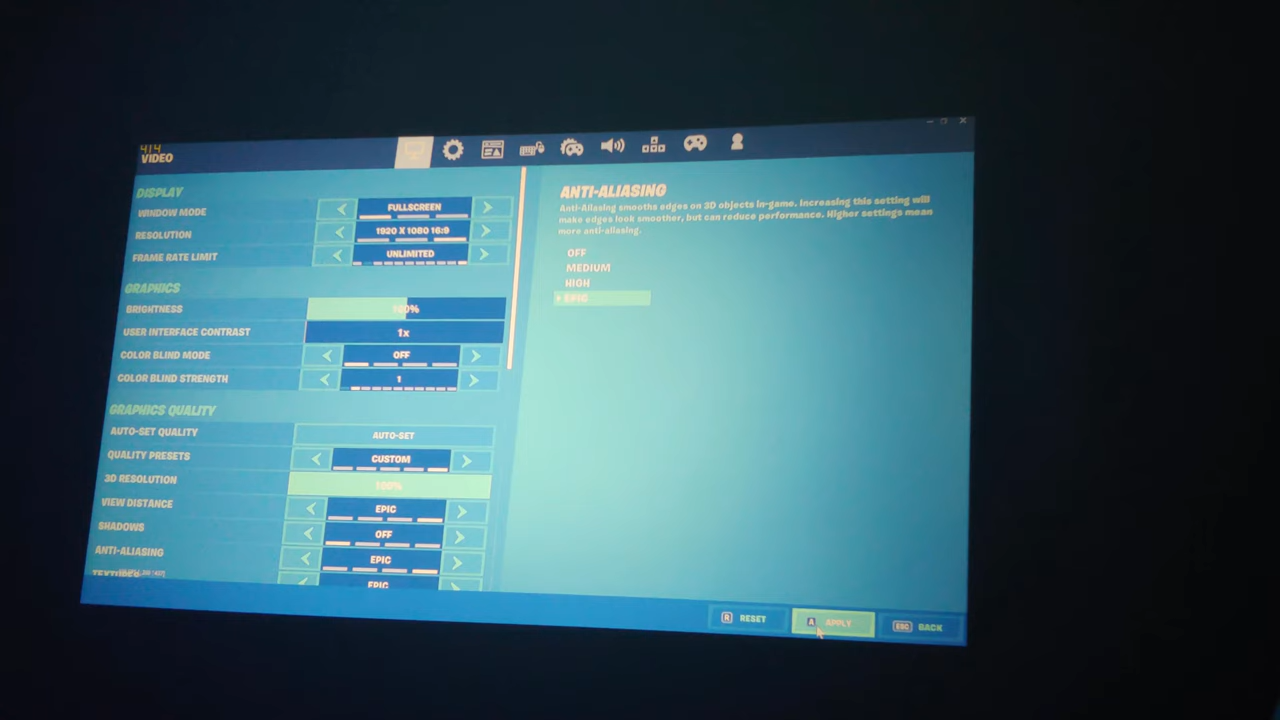 414
VIDEO
DISPLAY
WINDOW MODE
FULLSCREEN
RESOLUTION
1920 X 1080 16:9
FRAME RATE LIMIT
UNLIMITED
GRAPHICS
BRIGHTNESS
100%
USER INTERFACE CONTRAST
1x
COLOR BLIND MODE
OFF
COLOR BLIND STRENGTH
1
GRAPHICS QUALITY
AUTO-SET QUALITY
AUTO-SET
QUALITY PRESETS
CUSTOM
3D RESOLUTION
100%
VIEW DISTANCE
EPIC
SHADOWS
OFF
ANTI-ALIASING
EPIC
TEXTURES
EPIC
ANTI-ALIASING
Anti-Aliasing smooths edges on 3D objects in-game. Increasing this setting will
make edges look smoother, but can reduce performance. Higher settings mean
more anti-aliasing.
OFF
MEDIUM
HIGH
EPIC
R RESET
A APPLY
ESC BACK